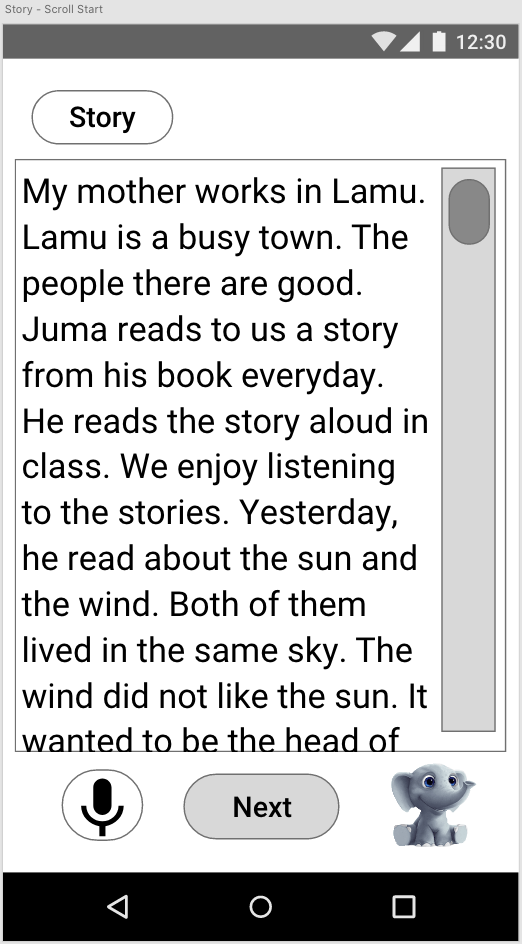 Story - Scroll Start
12:30
Story
My mother works in Lamu.
Lamu is a busy town. The
people there are good.
Juma reads to us a story
from his book everyday.
He reads the story aloud in
class. We enjoy listening
to the stories. Yesterday,
he read about the sun and
the wind. Both of them
lived in the same sky. The
wind did not like the sun. It
wanted to be the head of
Next